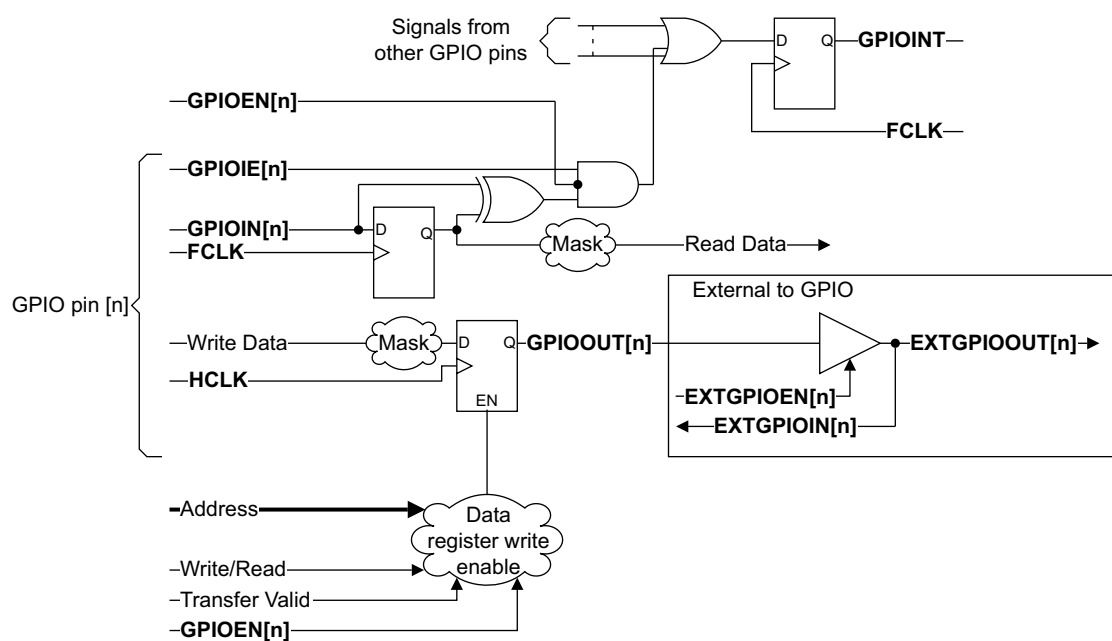 Signals from
other GPIO pins
D
Q
GPIOINT
GPIOEN[n]
FCLK
GPIOIE[n]
GPIOIN[n]
D
Q
FCLK
Mask
Read Data
GPIO pin [n]
External to GPIO
Write Data
Mask
D
Q
GPIOOUT[n]
EXTGPIOOUT[n]
HCLK
EXTGPIOEN[n]
EN
EXTGPIOIN[n]
Address
Data
register write
enable
Write/Read
Transfer Valid
GPIOEN[n]